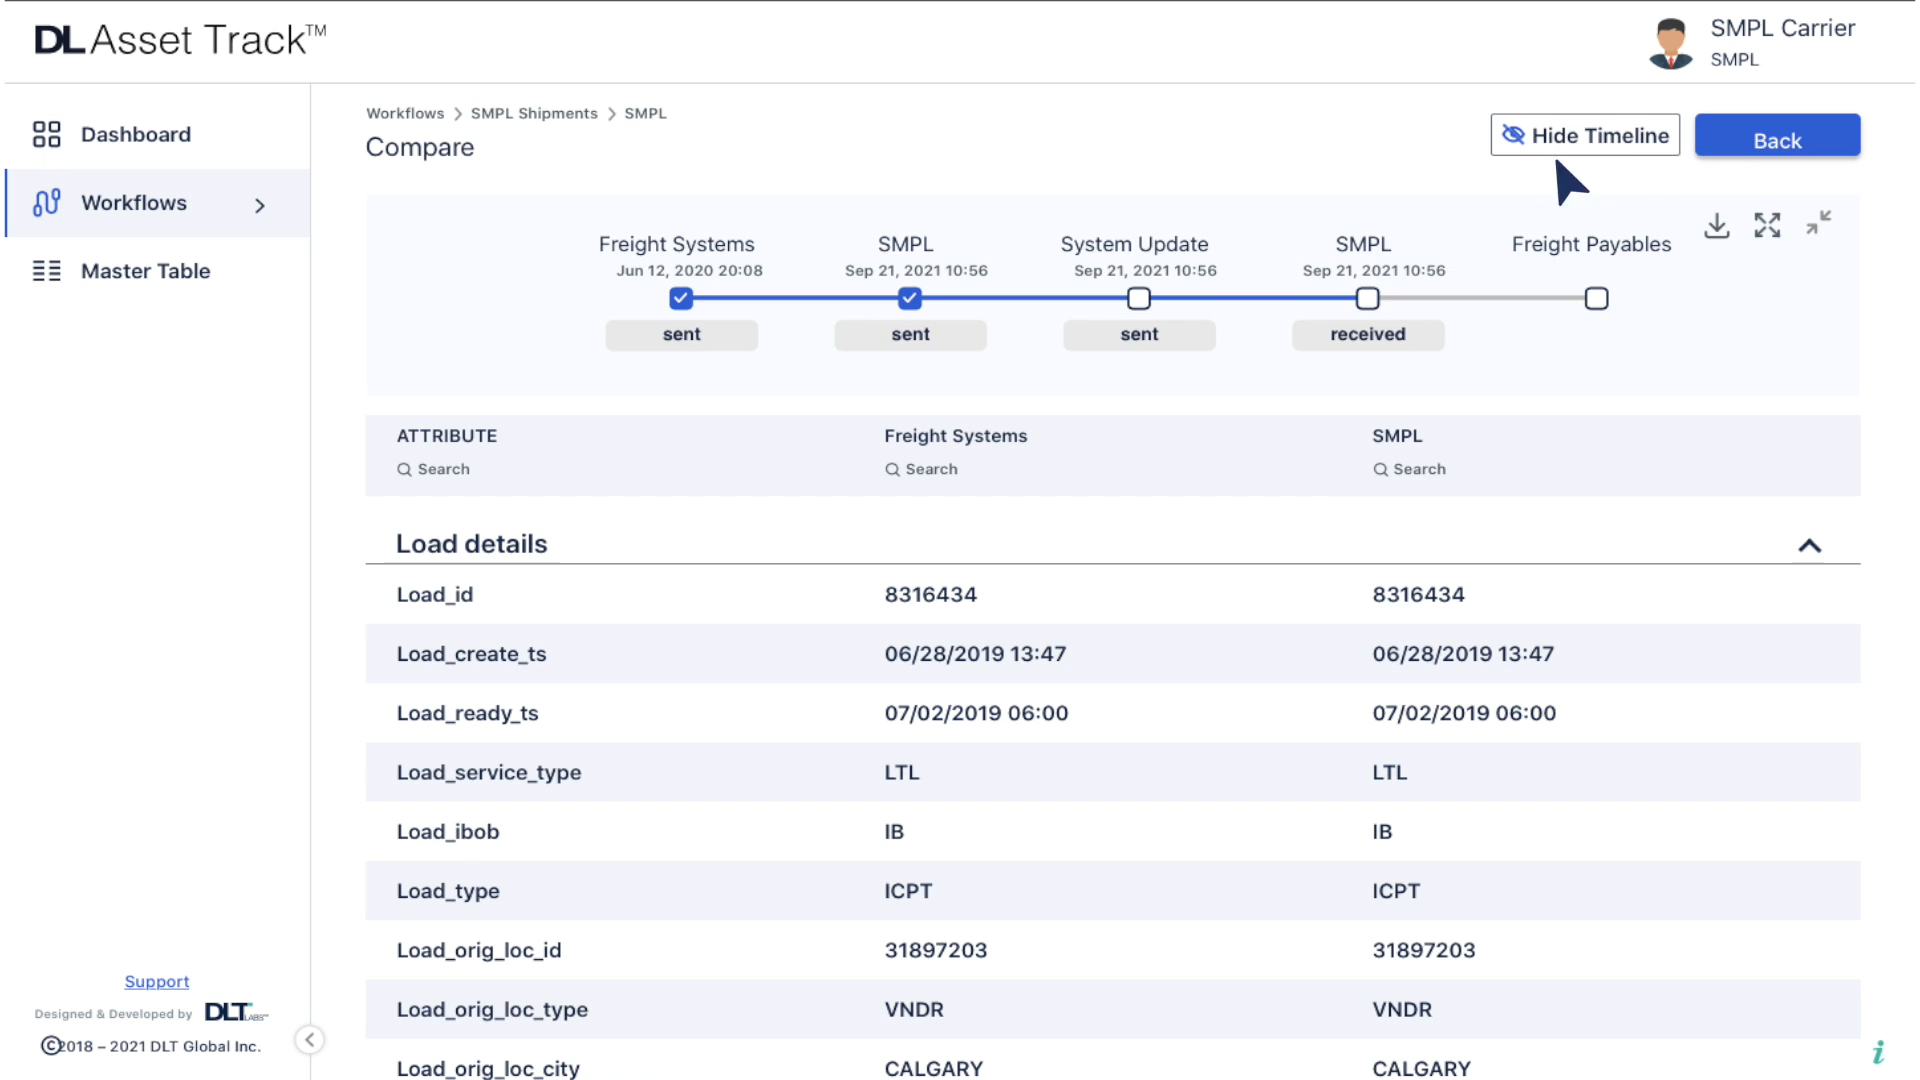 DL Asset Track™
SMPL Carrier
SMPL
Dashboard
Workflows
Master Table
Workflows > SMPL Shipments > SMPL
Compare
Hide Timeline
Back
Freight Systems SMPL System Update SMPL Freight Payables
Jun 12, 2020 20:08 Sep 21, 2021 10:56 Sep 21, 2021 10:56 Sep 21, 2021 10:56
sent sent sent received
ATTRIBUTE Freight Systems SMPL
Search Search Search
Load details
Load_id 8316434 8316434
Load_create_ts 06/28/2019 13:47 06/28/2019 13:47
Load_ready_ts 07/02/2019 06:00 07/02/2019 06:00
Load_service_type LTL LTL
Load_ibob IB IB
Load_type ICPT ICPT
Load_orig_loc_id 31897203 31897203
Load_orig_loc_type VNDR VNDR
Load_orig_loc_city CALGARY CALGARY
Support
Designed & Developed by DLT LABS™
©2018 – 2021 DLT Global Inc.
i